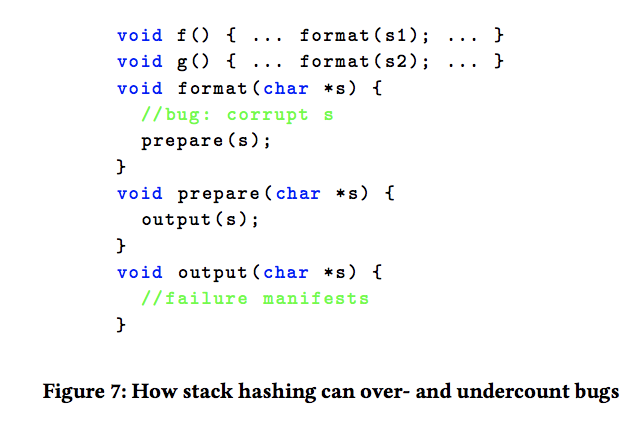 void f() { ... format(s1); ... }
void g() { ... format(s2); ... }
void format(char *s) {
  //bug: corrupt s
  prepare(s);
}
void prepare(char *s) {
  output(s);
}
void output(char *s) {
  //failure manifests
}
Figure 7: How stack hashing can over- and undercount bugs